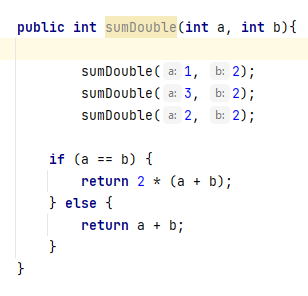 public int sumDouble(int a, int b){
sumDouble( a: 1, b: 2);
sumDouble( a: 3, b: 2);
sumDouble( a: 2, b: 2);
if (a == b) {
return 2 * (a + b);
} else {
return a + b;
}
}